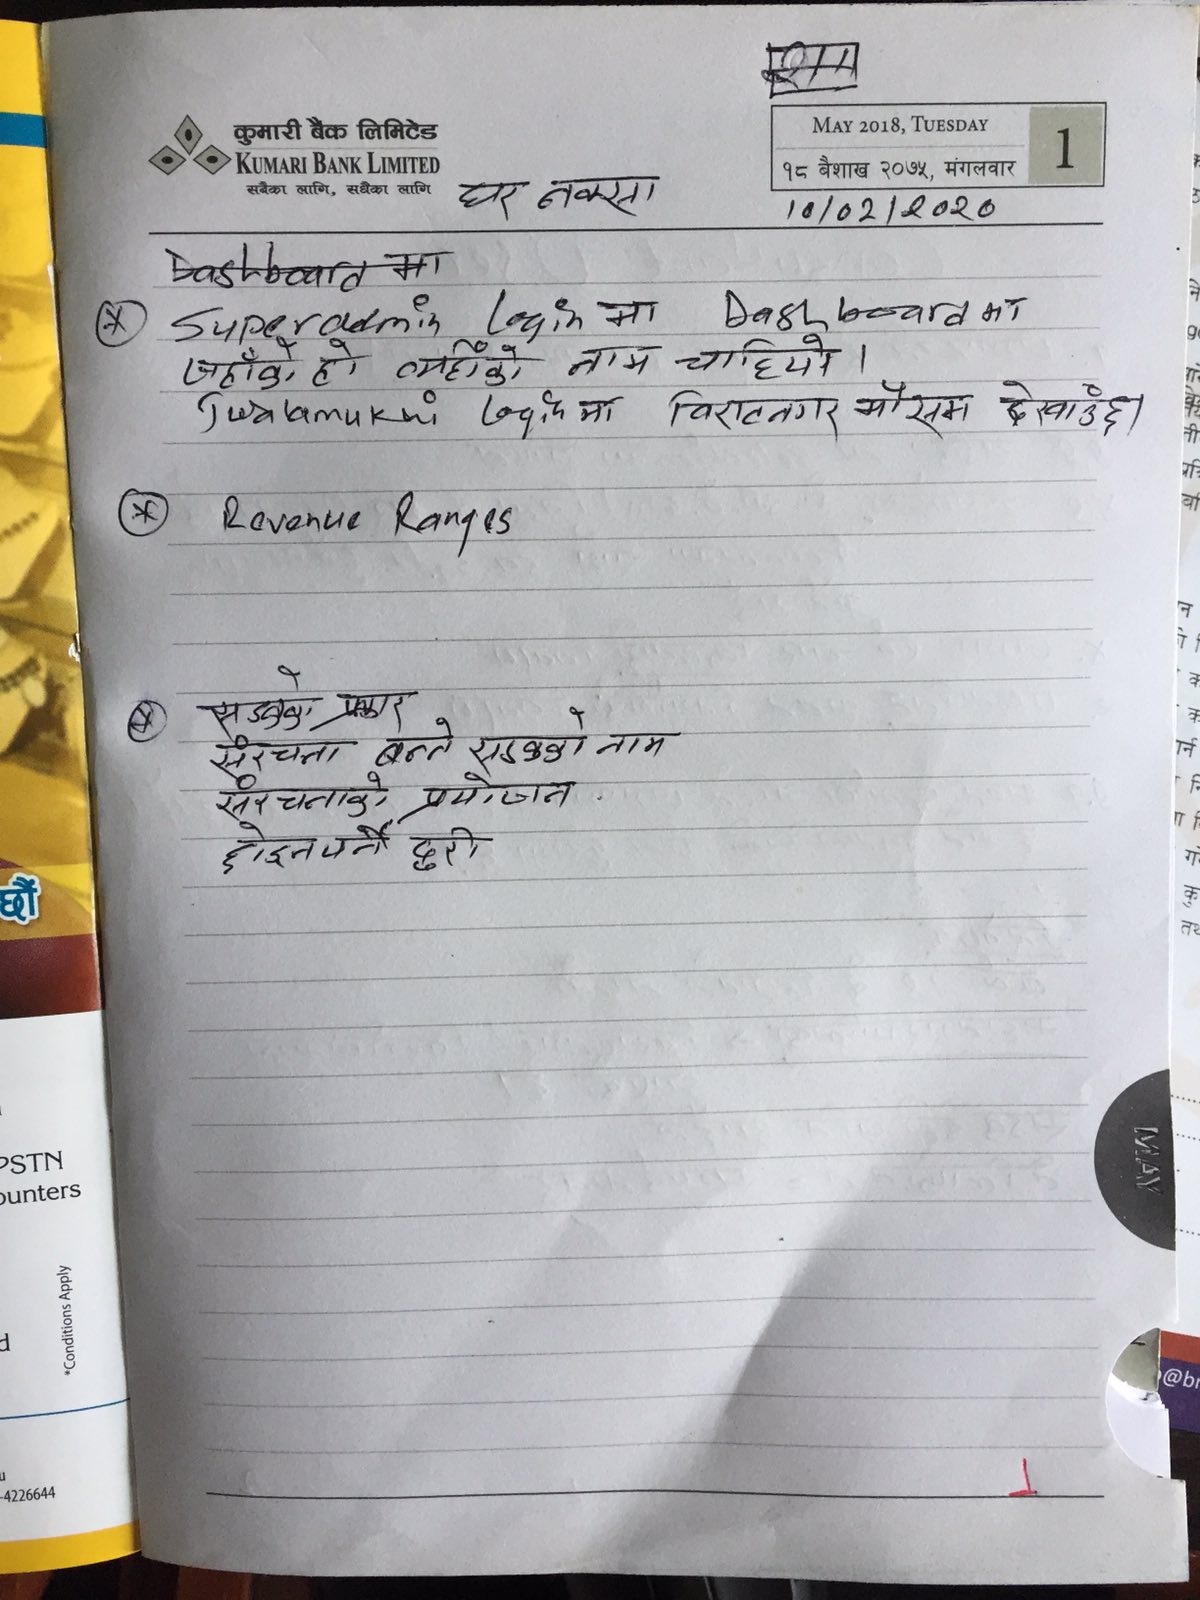 कुमारी बैंक लिमिटेड
KUMARI BANK LIMITED
सबैका लागि, सधैका लागि
घर नक्सा
MAY 2018, TUESDAY
१८ बैशाख २०७५, मंगलवार
1
10/02/2020
Dashboard मा
* Superadmin Login मा Dashboard मा
जहाँको हो त्यहाँको नाम चाहियो।
Jwalamukhi Login मा विराटनगर मौसम देखाउँछ।
* Revenue Ranges
* सडकको प्रकार
संरचना बन्ने सडकको नाम
संरचनाको प्रयोजन
छोड्नुपर्ने दुरी
MAY
1
छौं
PSTN
ounters
*Conditions Apply
-4226644
@br